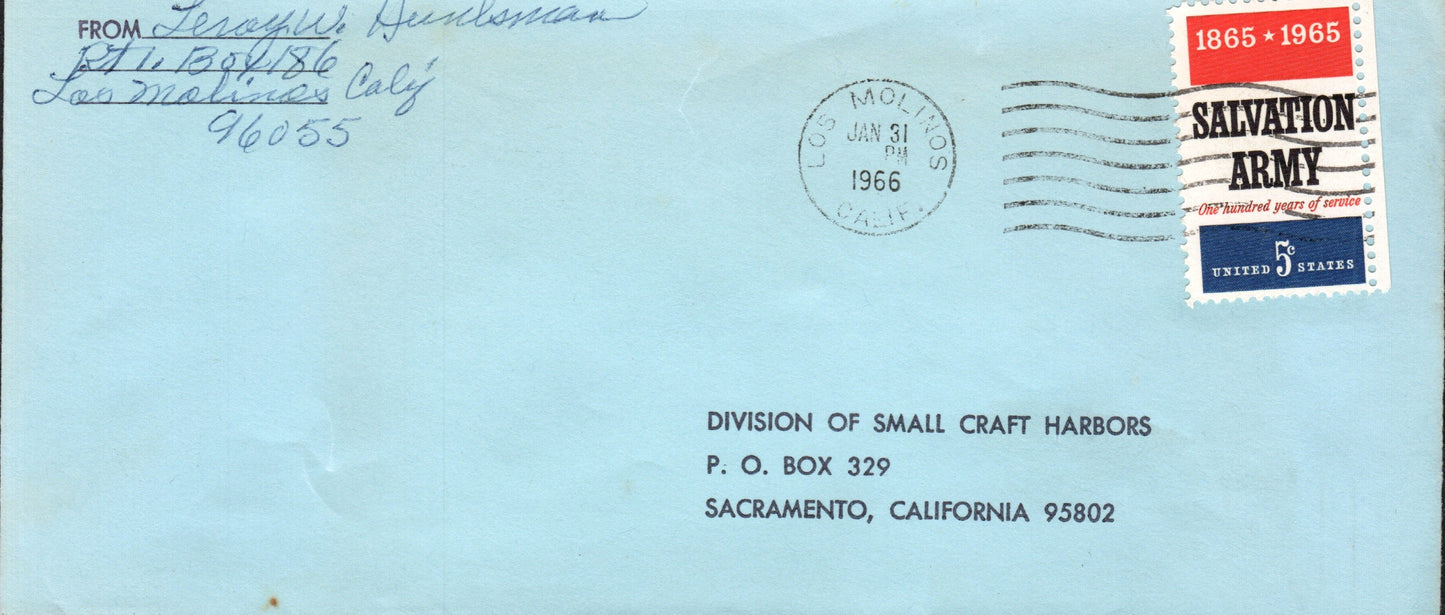 FROM Leroy W. Huntsman
Rt 1. Box 186
Los Molinos Calif
96055
LOS MOLINOS
JAN 31
PM
1966
CALIF.
1865 ★ 1965
SALVATION
ARMY
One hundred years of service
UNITED 5c STATES
DIVISION OF SMALL CRAFT HARBORS
P. O. BOX 329
SACRAMENTO, CALIFORNIA 95802